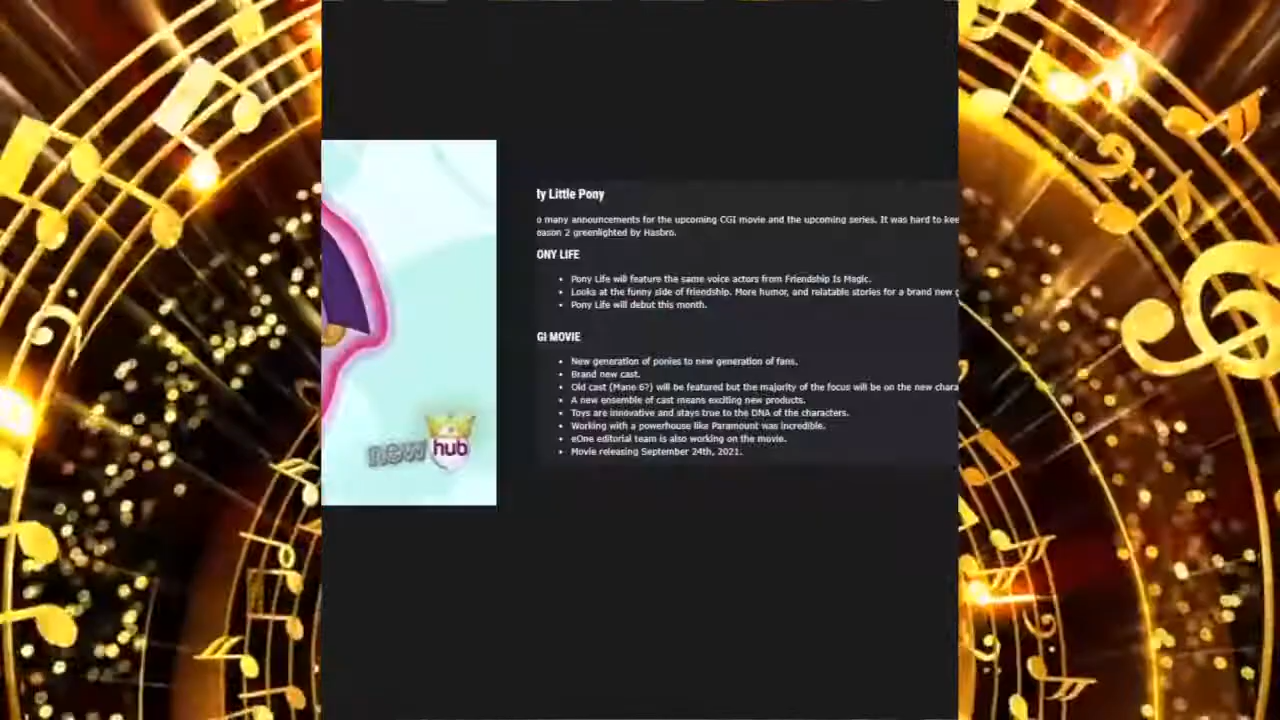 ty Little Pony
o many announcements for the upcoming CGI movie and the upcoming series. It was hard to kee
eason 2 greenlighted by Hasbro.
ONY LIFE
• Pony Life will feature the same voice actors from Friendship Is Magic.
• Looks at the funny side of friendship. More humor, and relatable stories for a brand new g
• Pony Life will debut this month.
GI MOVIE
• New generation of ponies to new generation of fans.
• Brand new cast.
• Old cast (Mane 6?) will be featured but the majority of the focus will be on the new chara
• A new ensemble of cast means exciting new products.
• Toys are innovative and stays true to the DNA of the characters.
• Working with a powerhouse like Paramount was incredible.
• eOne editorial team is also working on the movie.
• Movie releasing September 24th, 2021.
new hub